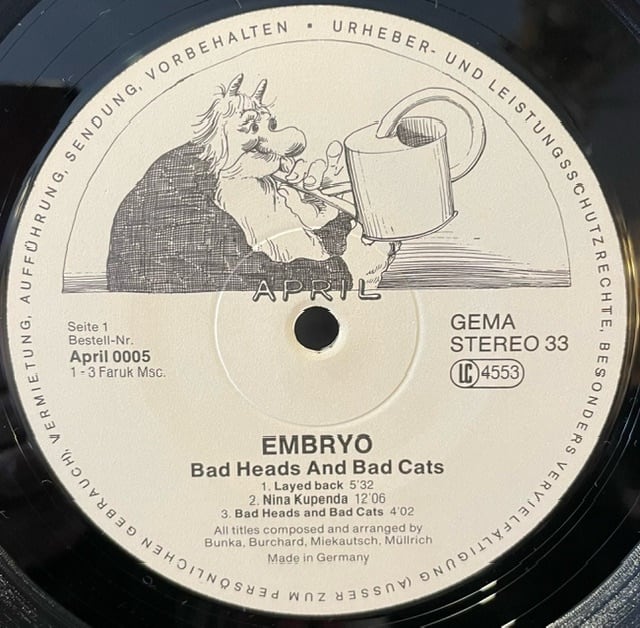 URHEBER- UND LEISTUNGSSCHUTZRECHTE, BESONDERS VERVIELFÄLTIGUNG (AUSSER ZUM PERSÖNLICHEN GEBRAUCH), VERMIETUNG, AUFFÜHRUNG, SENDUNG, VORBEHALTEN •
APRIL
Seite 1
Bestell-Nr.
April 0005
1 - 3 Faruk Msc.
GEMA
STEREO 33
LC 4553
EMBRYO
Bad Heads And Bad Cats
1. Layed back 5'32
2. Nina Kupenda 12'06
3. Bad Heads and Bad Cats 4'02
All titles composed and arranged by
Bunka, Burchard, Miekautsch, Müllrich
Made in Germany